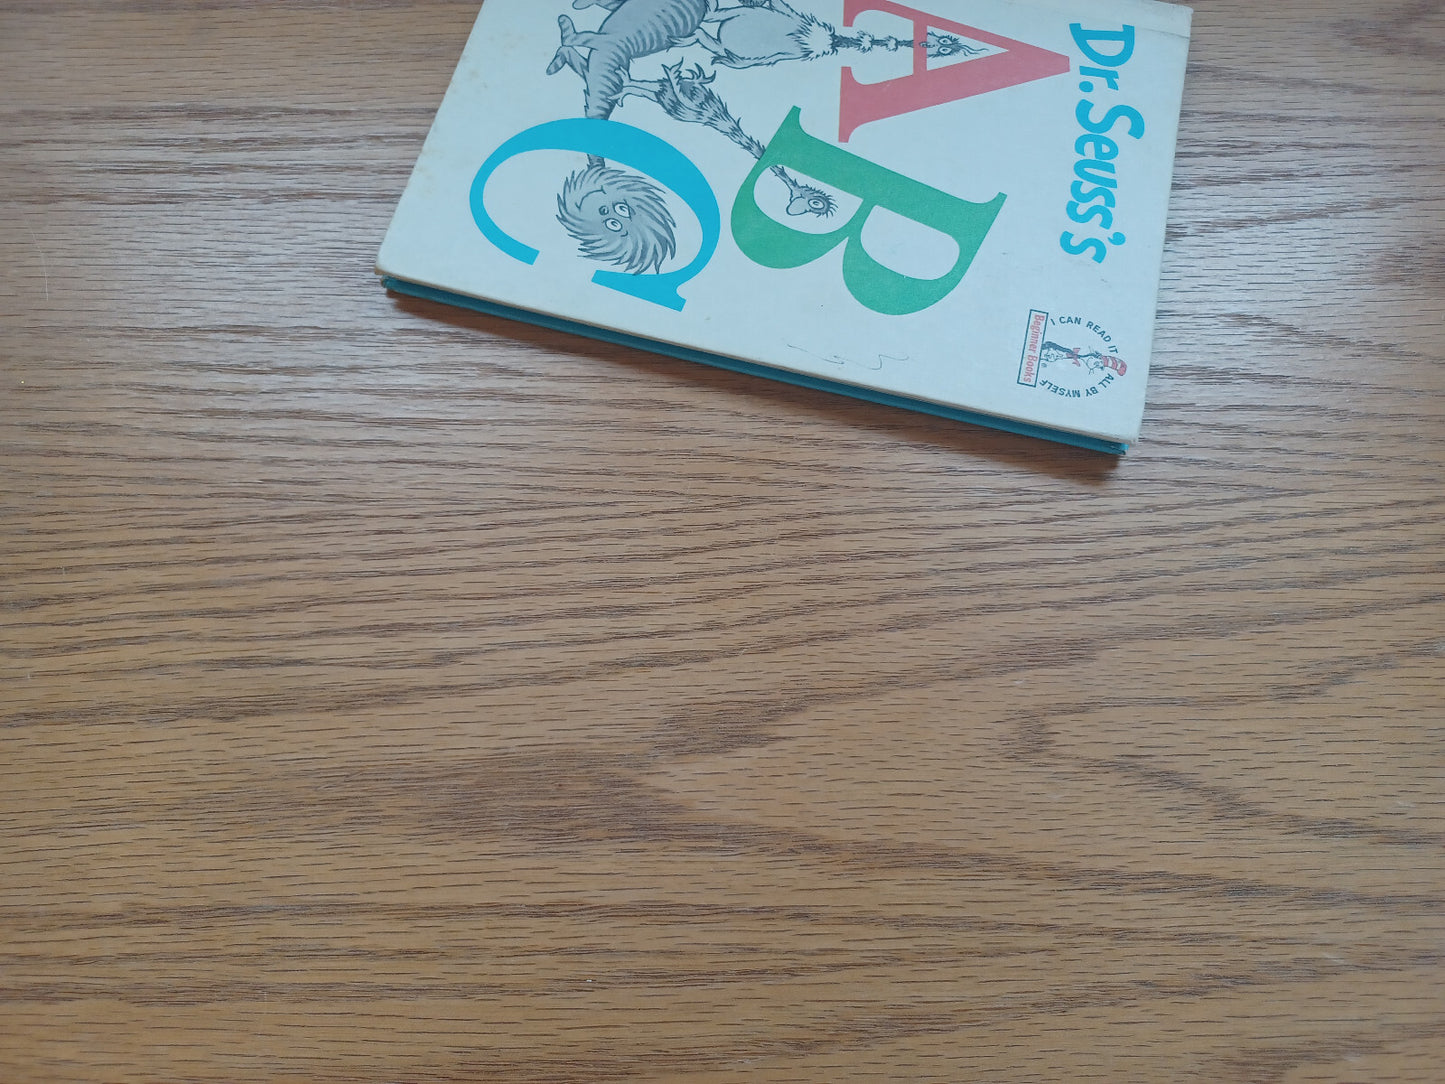 Dr. Seuss's
A
B
C
I CAN READ IT ALL BY MYSELF
Beginner Books